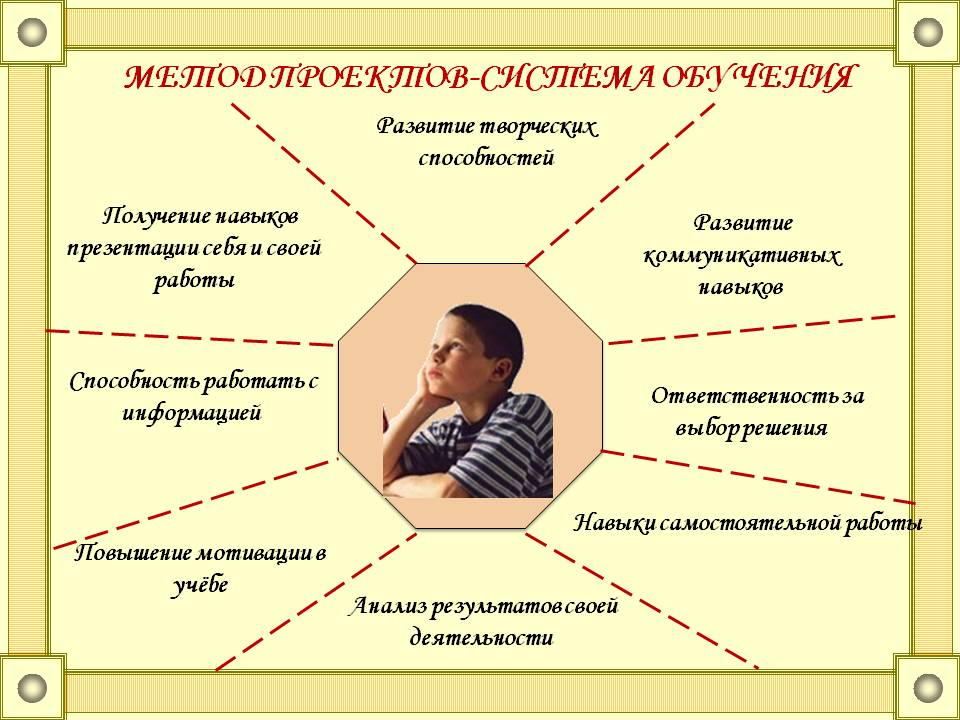 МЕТОД ПРОЕКТОВ-СИСТЕМА ОБУЧЕНИЯ
Развитие творческих
способностей
Получение навыков
презентации себя и своей
работы
Развитие
коммуникативных
навыков
Способность работать с
информацией
Ответственность за
выбор решения
Навыки самостоятельной работы
Повышение мотивации в
учёбе
Анализ результатов своей
деятельности